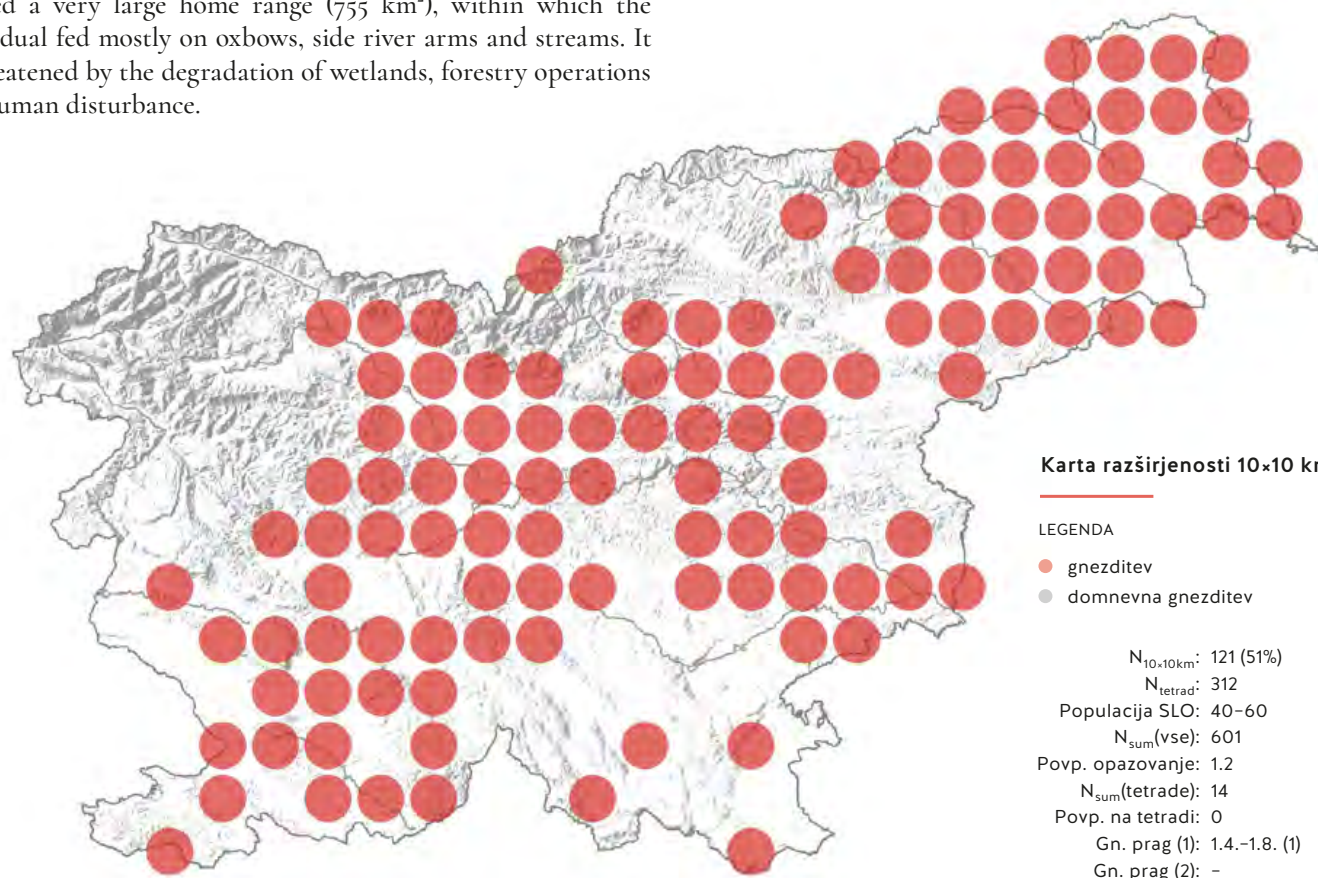 ed a very large home range (755 km²), within which the
dual fed mostly on oxbows, side river arms and streams. It
eatened by the degradation of wetlands, forestry operations
uman disturbance.
Karta razširjenosti 10×10 km
LEGENDA
gnezditev
domnevna gnezditev
N10×10km: 121 (51%)
Ntetrad: 312
Populacija SLO: 40–60
Nsum(vse): 601
Povp. opazovanje: 1.2
Nsum(tetrade): 14
Povp. na tetradi: 0
Gn. prag (1): 1.4.–1.8. (1)
Gn. prag (2): –